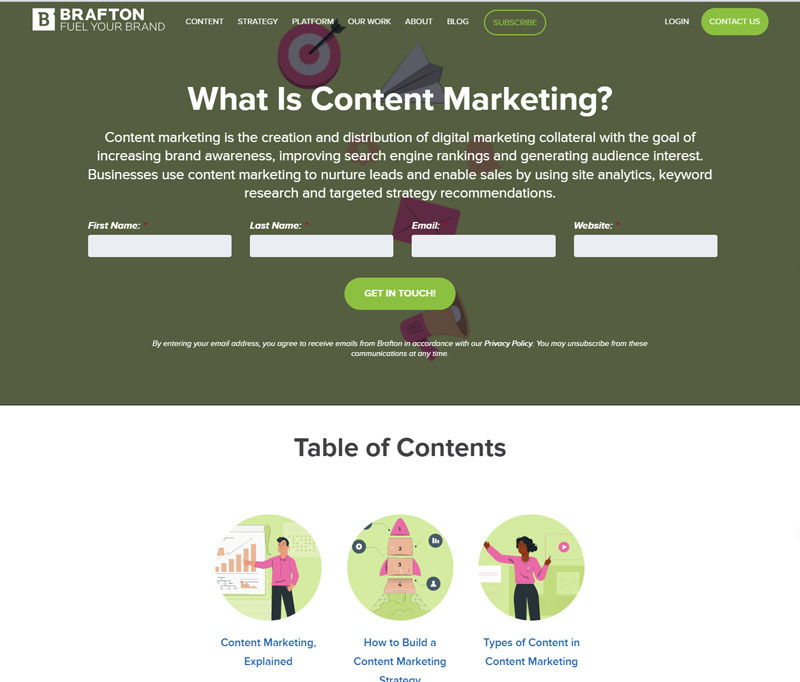 B BRAFTON
FUEL YOUR BRAND
CONTENT STRATEGY PLATFORM OUR WORK ABOUT BLOG SUBSCRIBE LOGIN CONTACT US
What Is Content Marketing?
Content marketing is the creation and distribution of digital marketing collateral with the goal of
increasing brand awareness, improving search engine rankings and generating audience interest.
Businesses use content marketing to nurture leads and enable sales by using site analytics, keyword
research and targeted strategy recommendations.
First Name: * Last Name: * Email: Website: *
GET IN TOUCH!
By entering your email address, you agree to receive emails from Brafton in accordance with our Privacy Policy. You may unsubscribe from these
communications at any time.
Table of Contents
1
2
3
4
Content Marketing,
Explained
How to Build a
Content Marketing
Strategy
Types of Content in
Content Marketing